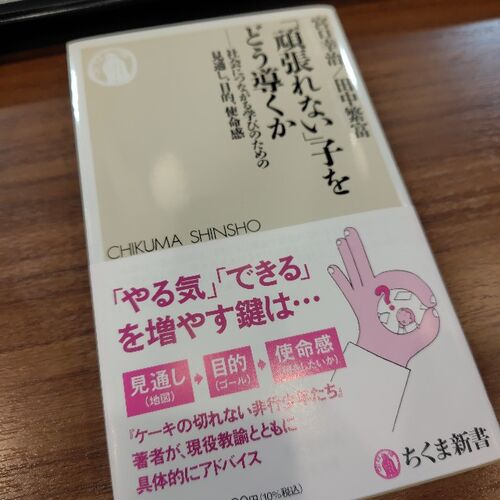 宮口幸治/田中繁富
「頑張れない」子を
どう導くか
――社会につながる学びのための
見通し、目的、使命感
CHIKUMA SHINSHO
「やる気」「できる」
を増やす鍵は…
見通し
(地図)
目的
(ゴール)
使命感
?
『ケーキの切れない非行少年たち』
著者が、現役教諭とともに
具体的にアドバイス
ちくま新書
円(10%税込)